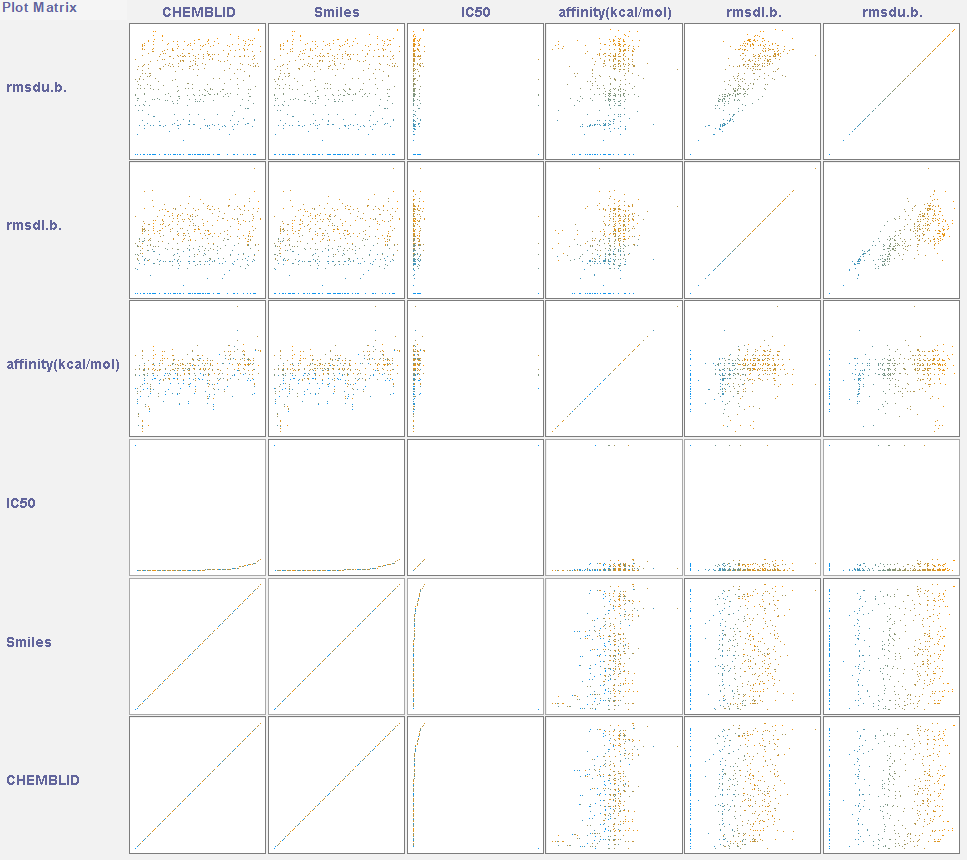 Plot Matrix
CHEMBLID Smiles IC50 affinity(kcal/mol) rmsdl.b. rmsdu.b.
rmsdu.b.
rmsdl.b.
affinity(kcal/mol)
IC50
Smiles
CHEMBLID